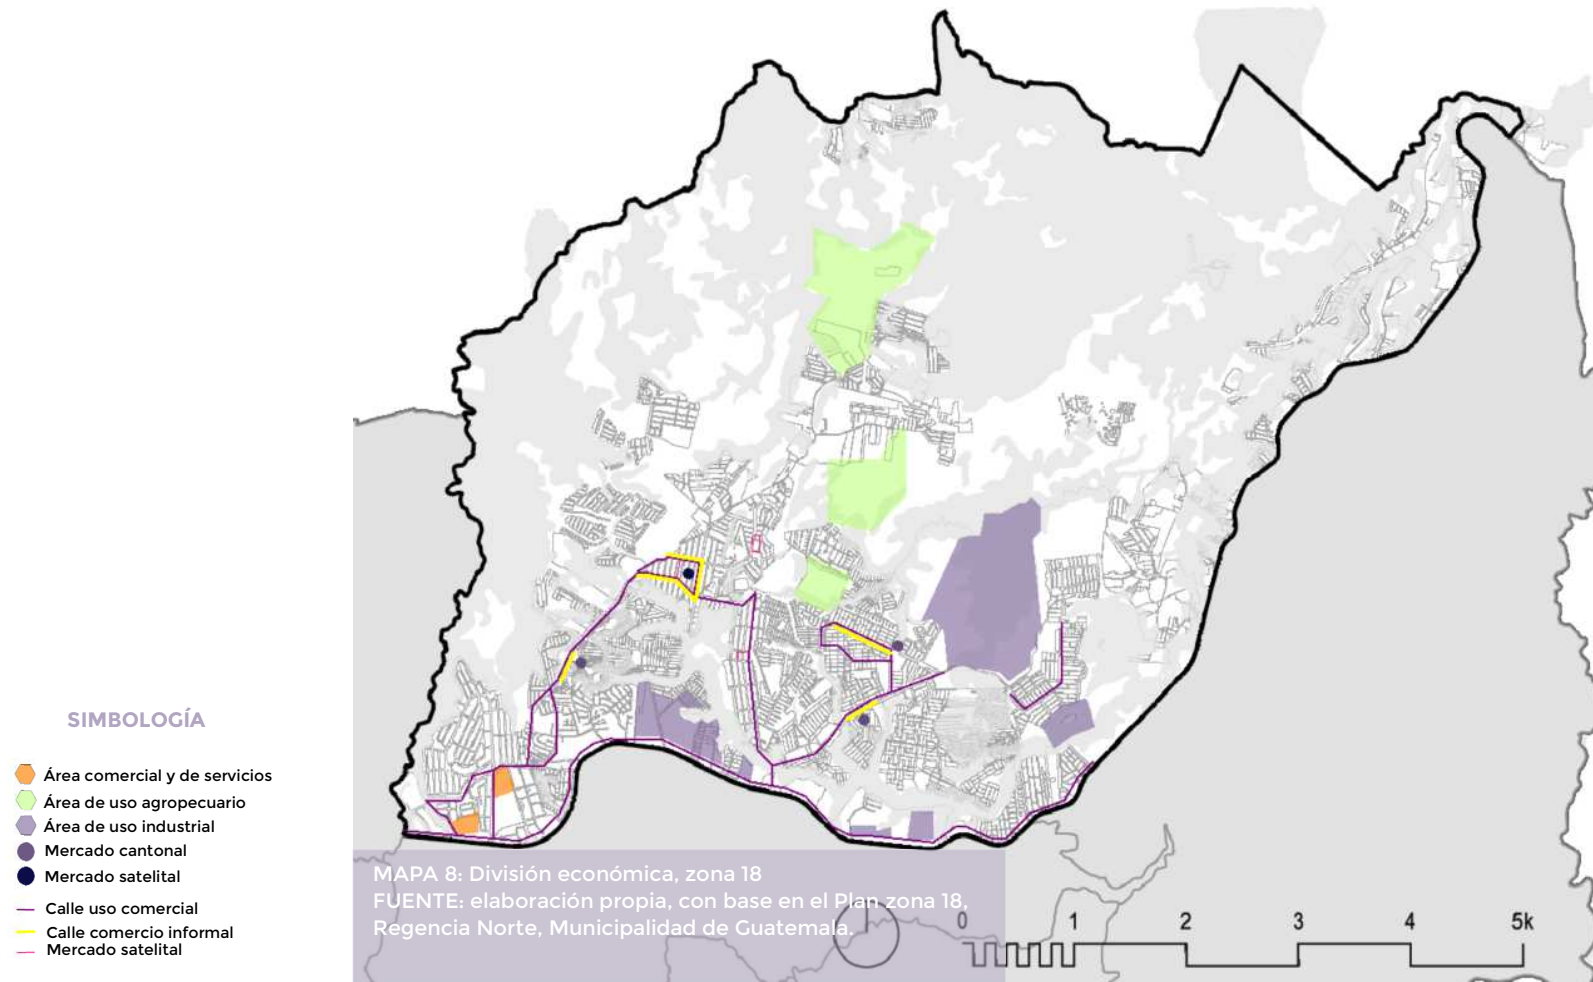 SIMBOLOGÍA
Área comercial y de servicios
Área de uso agropecuario
Área de uso industrial
Mercado cantonal
Mercado satelital
Calle uso comercial
Calle comercio informal
Mercado satelital
MAPA 8: División económica, zona 18
FUENTE: elaboración propia, con base en el Plan zona 18,
Regencia Norte, Municipalidad de Guatemala.
0 1 2 3 4 5k